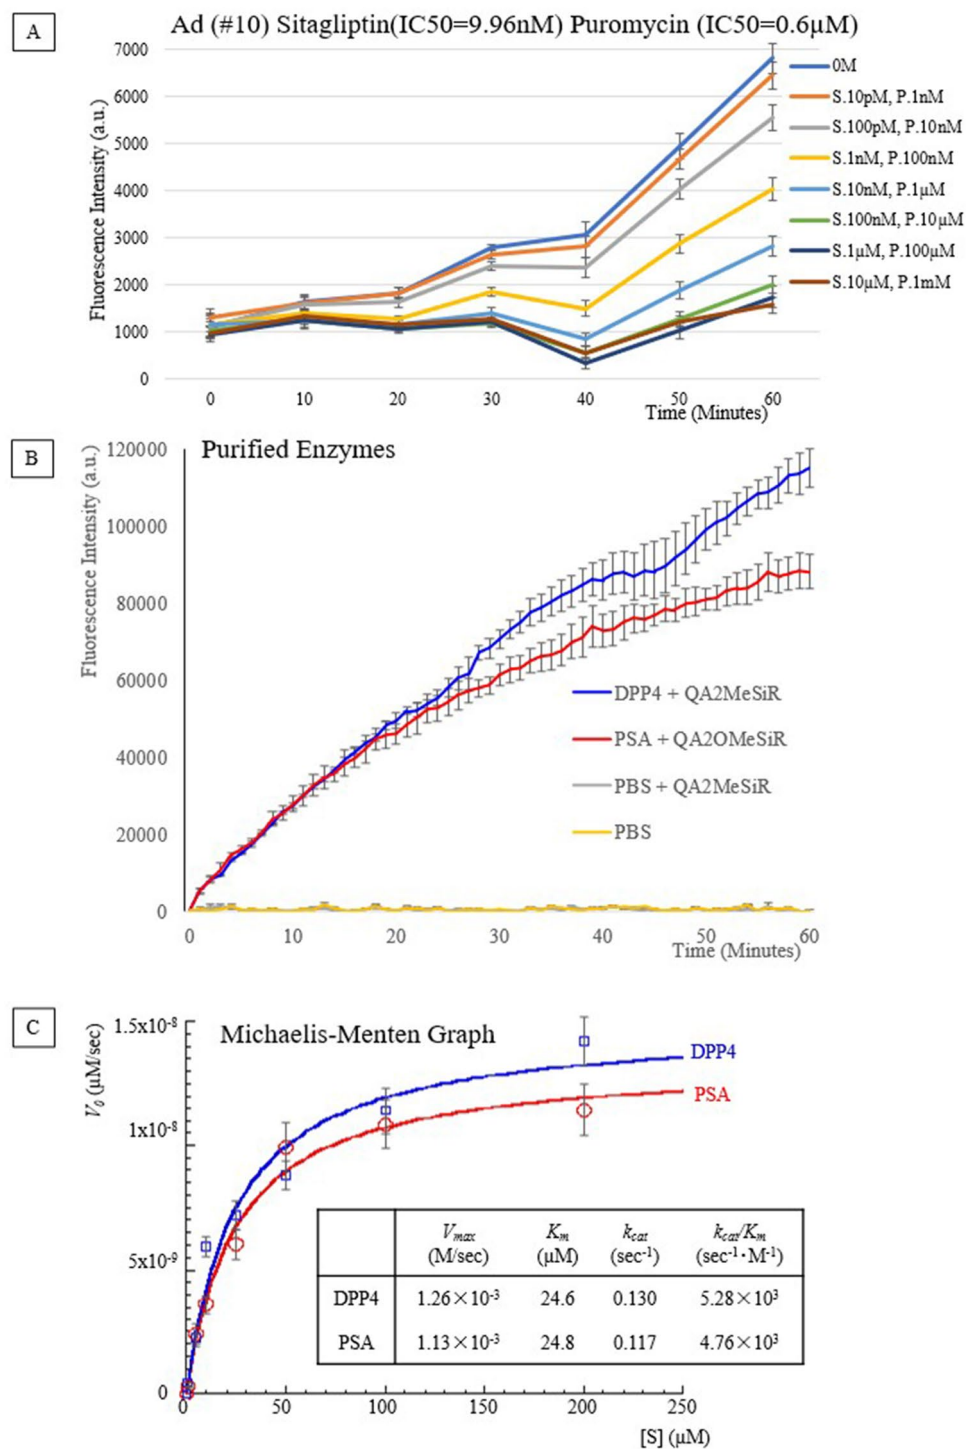 A
Ad (#10) Sitagliptin(IC50=9.96nM) Puromycin (IC50=0.6µM)
Fluorescence Intensity (a.u.)
7000
6000
5000
4000
3000
2000
1000
0
0 10 20 30 40 50 60
Time (Minutes)
0M
S.10pM, P.1nM
S.100pM, P.10nM
S.1nM, P.100nM
S.10nM, P.1µM
S.100nM, P.10µM
S.1µM, P.100µM
S.10µM, P.1mM
B
Purified Enzymes
Fluorescence Intensity (a.u.)
120000
100000
80000
60000
40000
20000
0
0 10 20 30 40 50 60
Time (Minutes)
DPP4 + QA2MeSiR
PSA + QA2OMeSiR
PBS + QA2MeSiR
PBS
C
Michaelis-Menten Graph
V₀ (µM/sec)
1.5x10⁻⁸
1x10⁻⁸
5x10⁻⁹
0
0 50 100 150 200 250
[S] (µM)
DPP4
PSA
Vmax Km kcat kcat/Km
(M/sec) (µM) (sec⁻¹) (sec⁻¹・M⁻¹)
DPP4 1.26×10⁻³ 24.6 0.130 5.28×10³
PSA 1.13×10⁻³ 24.8 0.117 4.76×10³